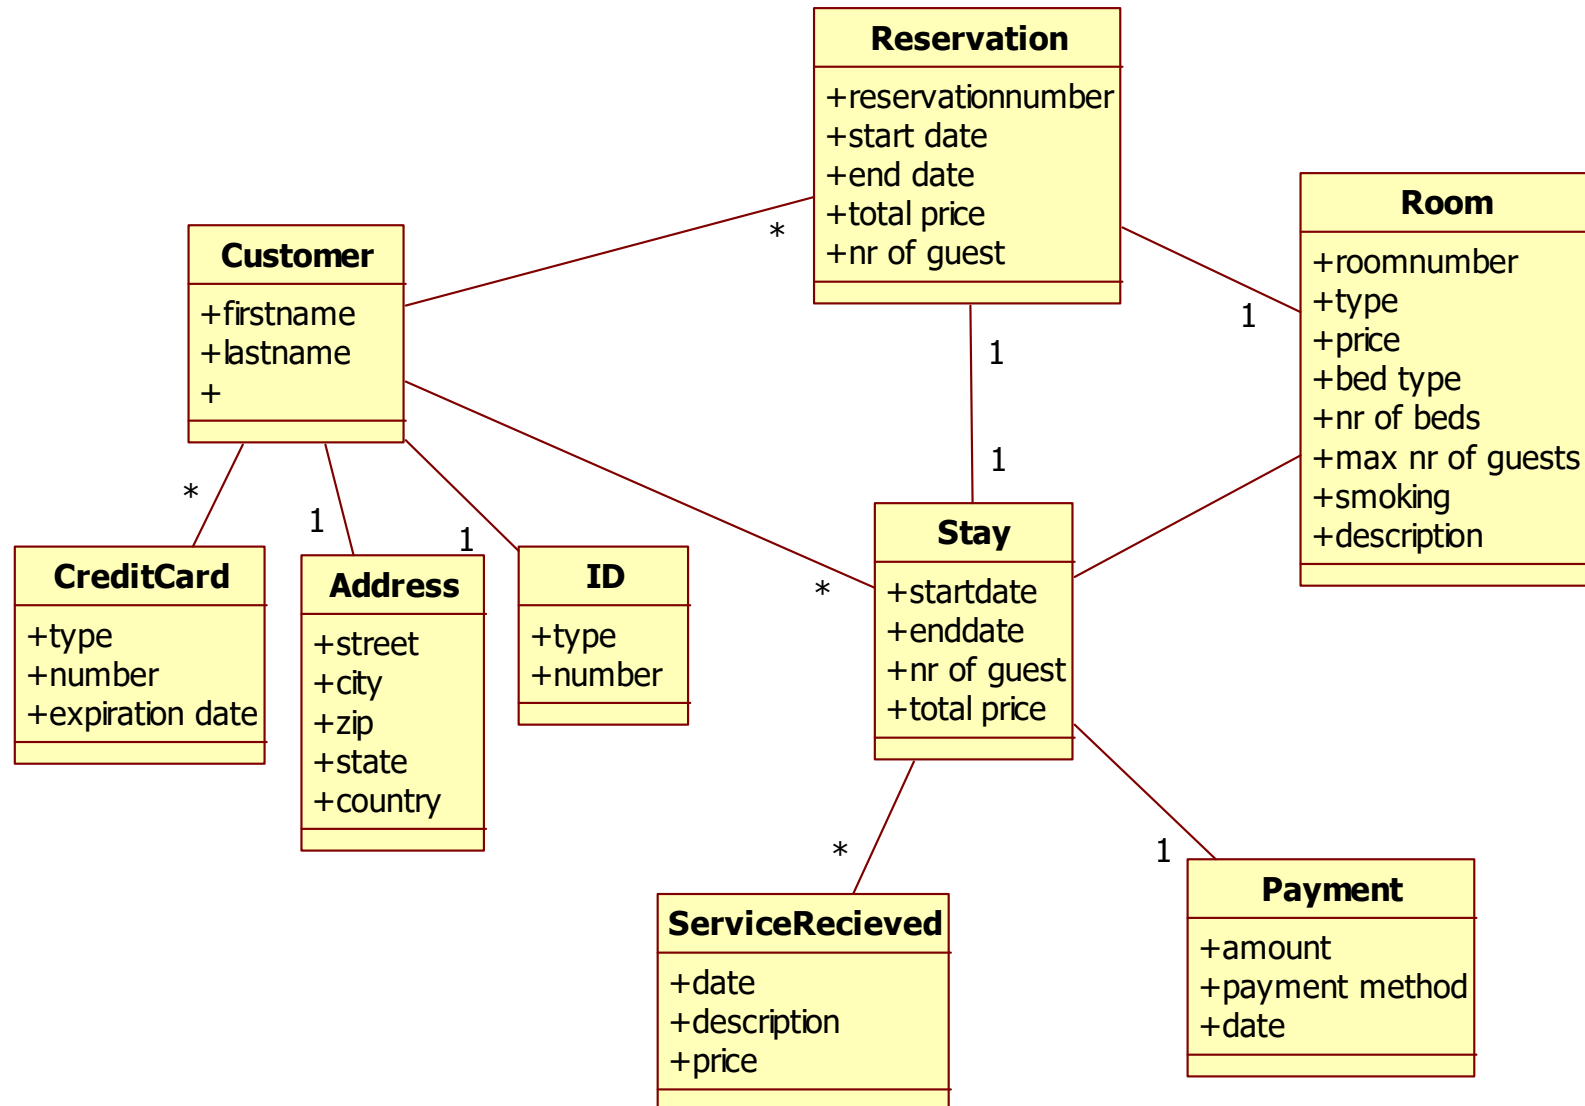 Reservation
+reservationnumber
+start date
+end date
+total price
+nr of guest
*
1
1
Room
+roomnumber
+type
+price
+bed type
+nr of beds
+max nr of guests
+smoking
+description
1
Customer
+firstname
+lastname
+
*
1
1
*
CreditCard
+type
+number
+expiration date
Address
+street
+city
+zip
+state
+country
ID
+type
+number
Stay
+startdate
+enddate
+nr of guest
+total price
*
1
ServiceRecieved
+date
+description
+price
Payment
+amount
+payment method
+date